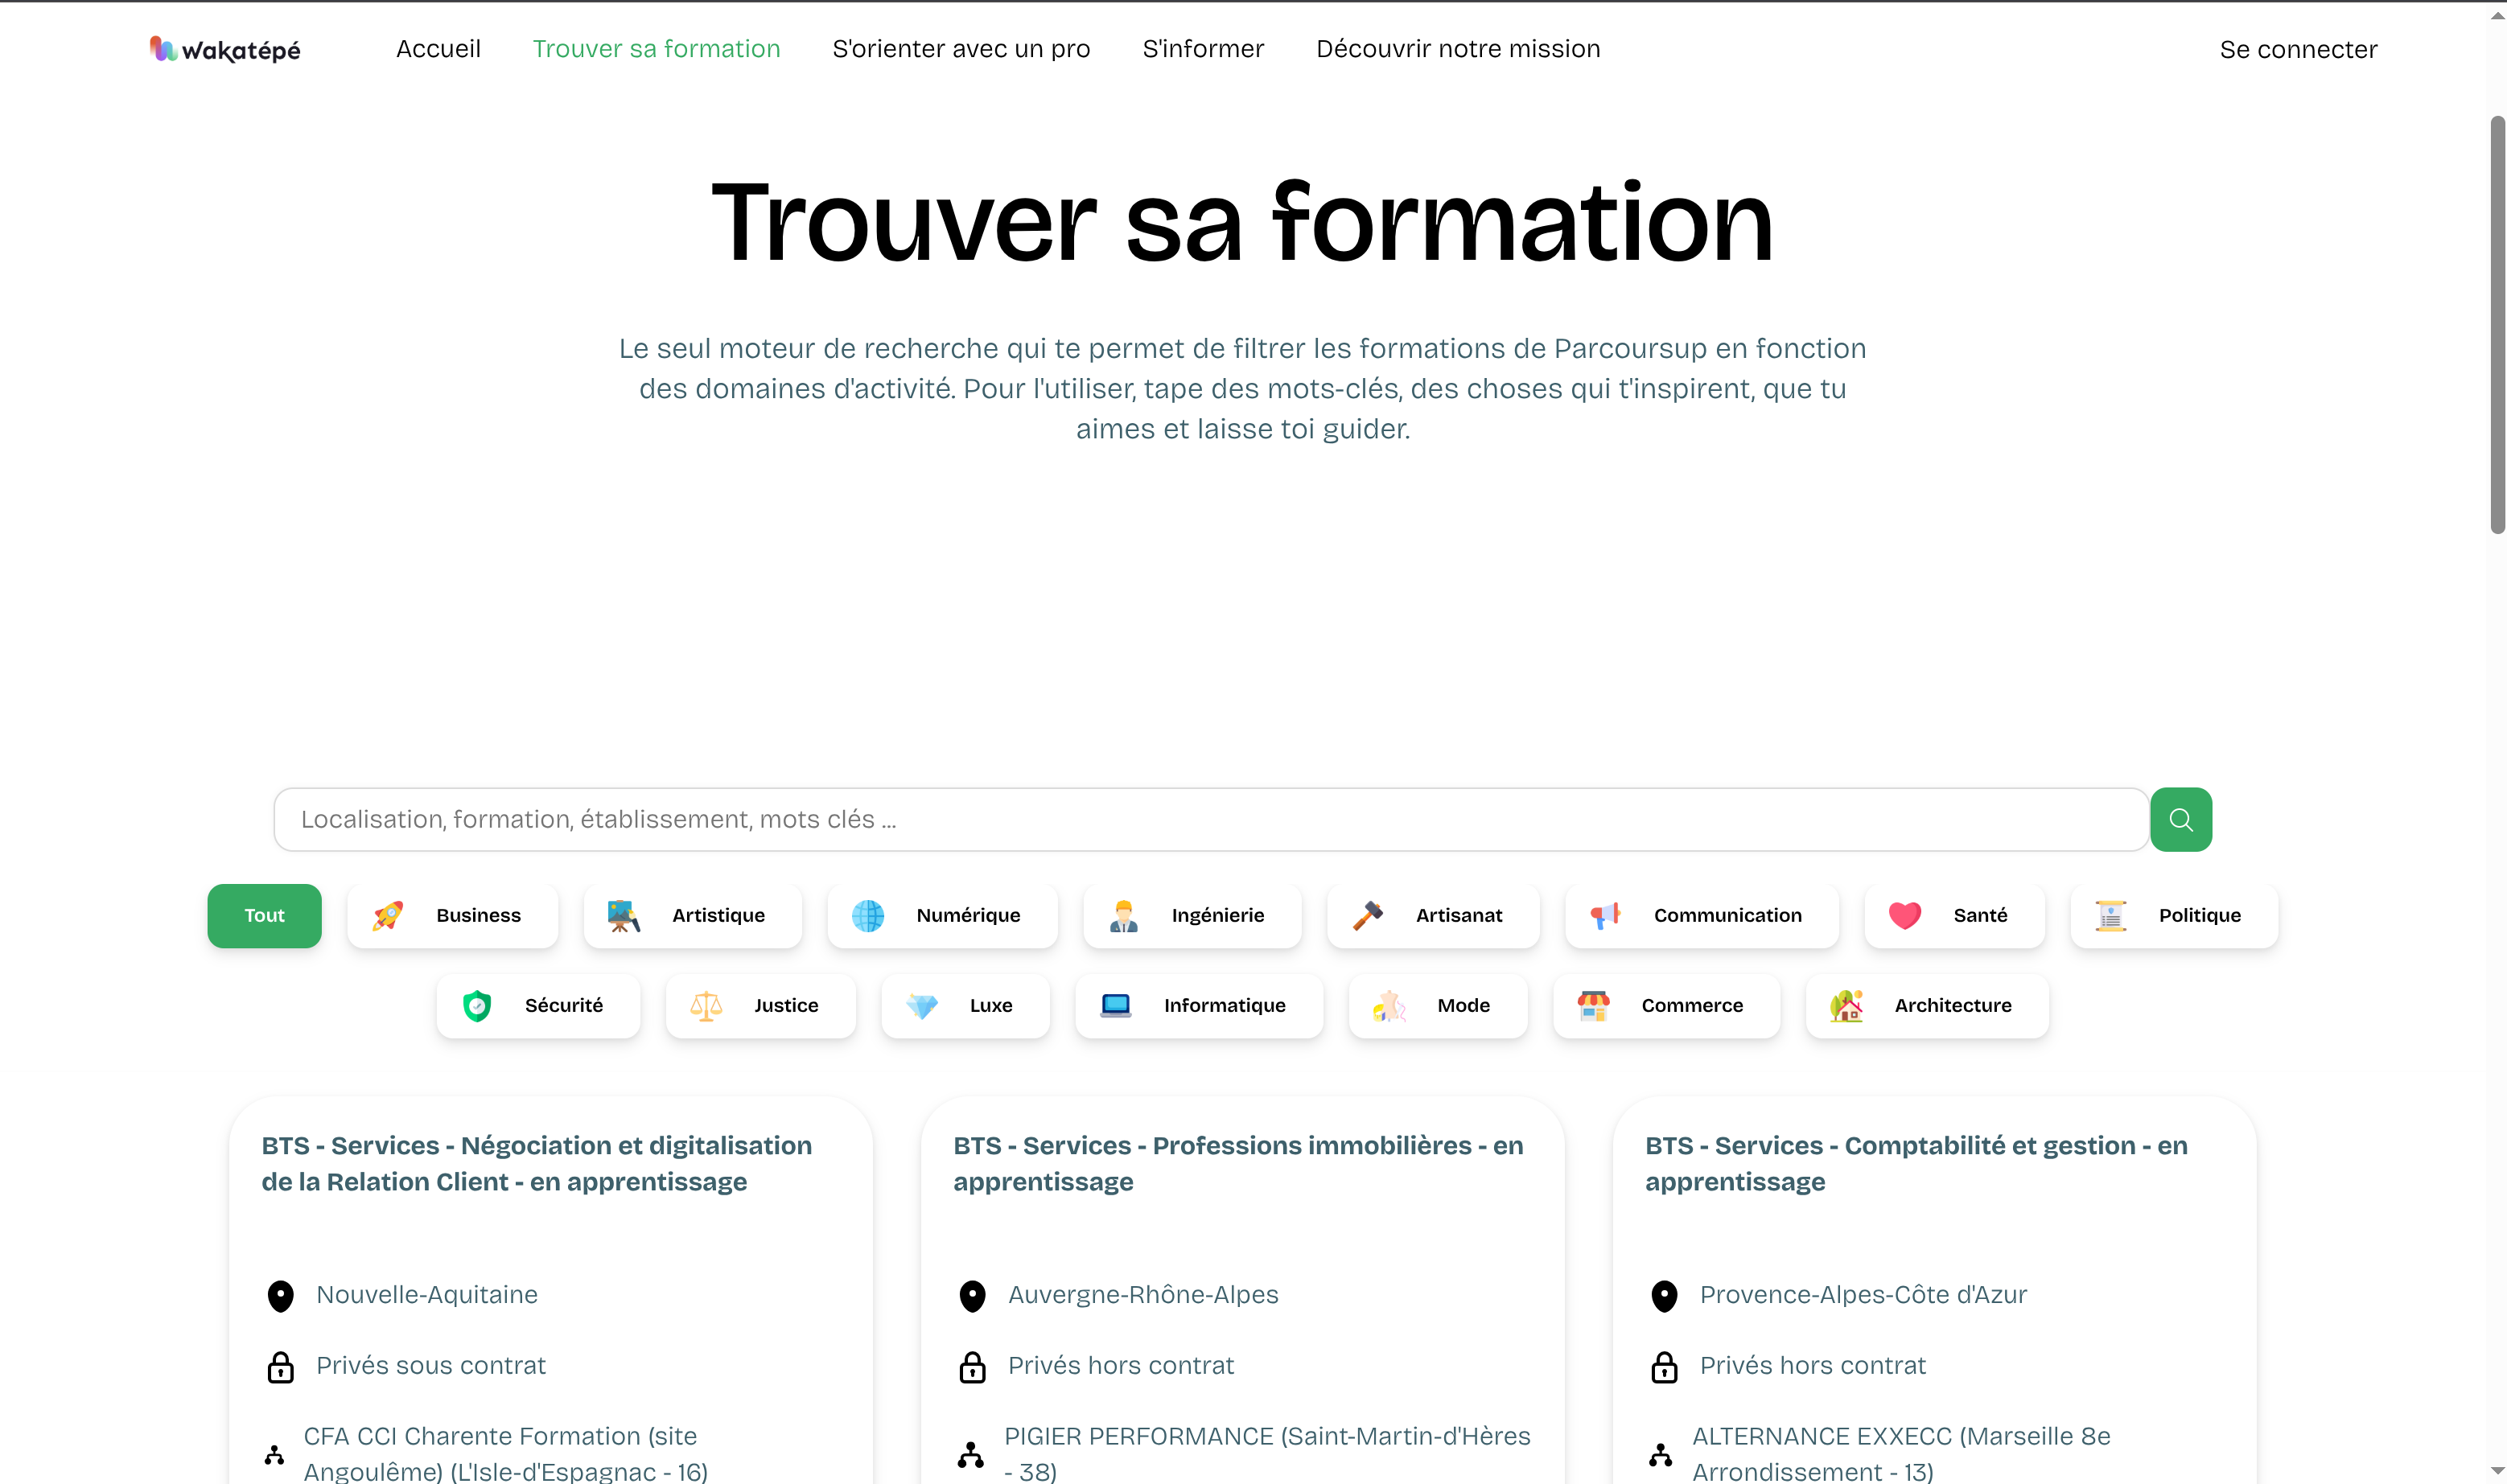 wakatépé
Accueil
Trouver sa formation
S'orienter avec un pro
S'informer
Découvrir notre mission
Se connecter
Trouver sa formation
Le seul moteur de recherche qui te permet de filtrer les formations de Parcoursup en fonction
des domaines d'activité. Pour l'utiliser, tape des mots-clés, des choses qui t'inspirent, que tu
aimes et laisse toi guider.
Localisation, formation, établissement, mots clés ...
Tout
Business
Artistique
Numérique
Ingénierie
Artisanat
Communication
Santé
Politique
Sécurité
Justice
Luxe
Informatique
Mode
Commerce
Architecture
BTS - Services - Négociation et digitalisation
de la Relation Client - en apprentissage
Nouvelle-Aquitaine
Privés sous contrat
CFA CCI Charente Formation (site
Angoulême) (L'Isle-d'Espagnac - 16)
BTS - Services - Professions immobilières - en
apprentissage
Auvergne-Rhône-Alpes
Privés hors contrat
PIGIER PERFORMANCE (Saint-Martin-d'Hères
- 38)
BTS - Services - Comptabilité et gestion - en
apprentissage
Provence-Alpes-Côte d'Azur
Privés hors contrat
ALTERNANCE EXXECC (Marseille 8e
Arrondissement - 13)